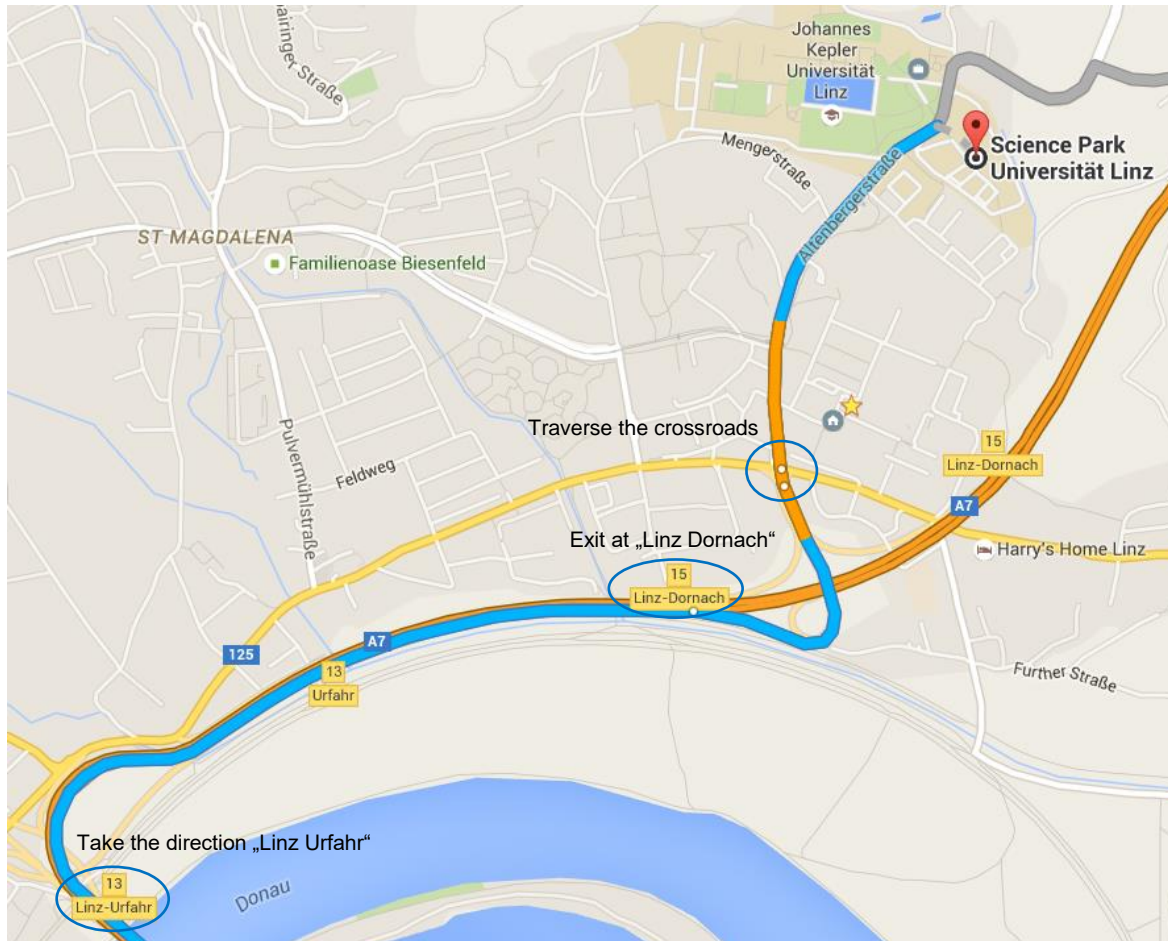 airinger
Straße
Johannes
Kepler
Universität
Linz
Mengerstraße
Science Park
Universität Linz
Altenbergerstraße
ST MAGDALENA
Familienoase Biesenfeld
Pulvermühlstraße
Feldweg
Traverse the crossroads
15
Linz-Dornach
A7
Exit at „Linz Dornach“
Harry's Home Linz
15
Linz-Dornach
A7
125
13
Urfahr
Further Straße
Take the direction „Linz Urfahr“
13
Linz-Urfahr
Donau